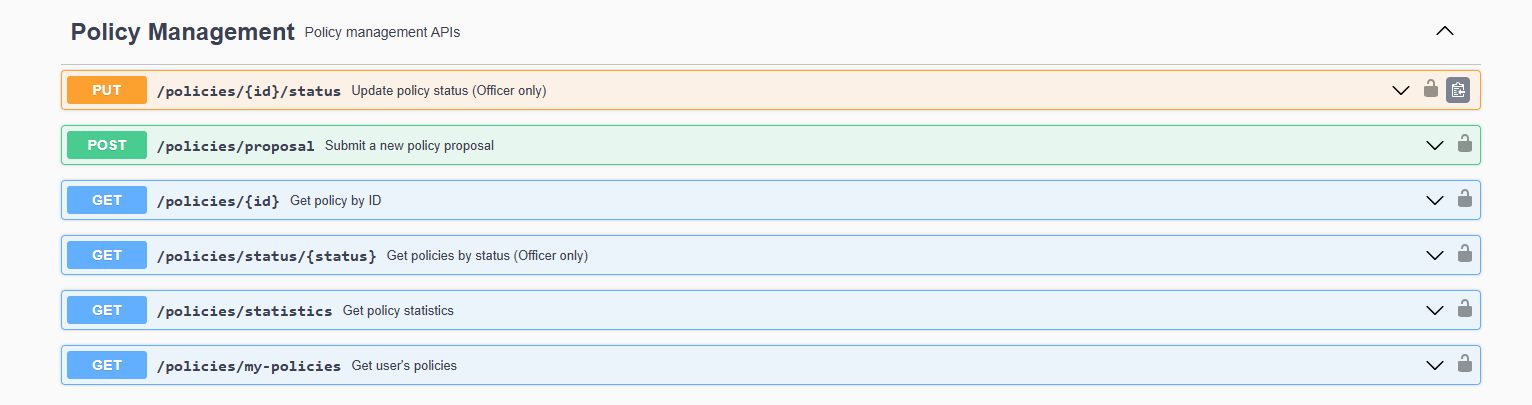 Policy Management Policy management APIs
PUT /policies/{id}/status Update policy status (Officer only)
POST /policies/proposal Submit a new policy proposal
GET /policies/{id} Get policy by ID
GET /policies/status/{status} Get policies by status (Officer only)
GET /policies/statistics Get policy statistics
GET /policies/my-policies Get user's policies